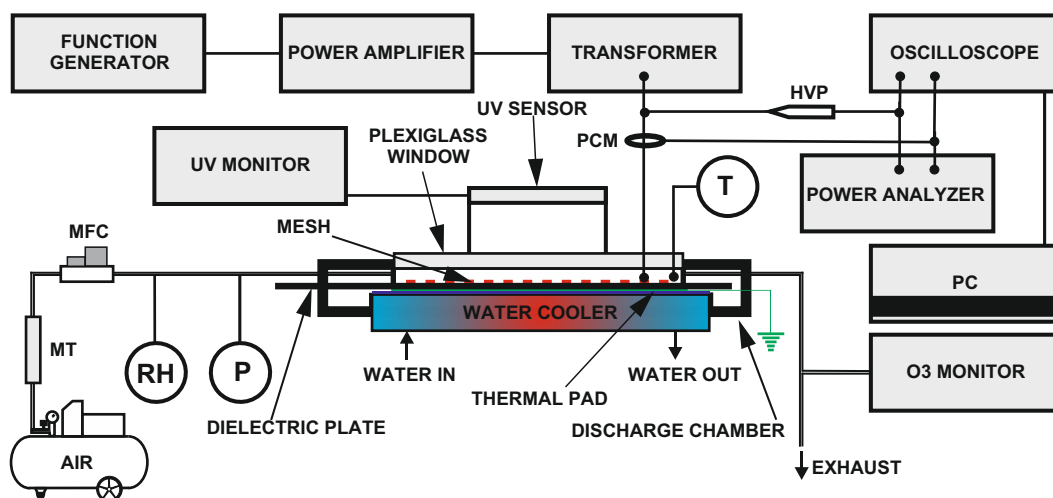 FUNCTION
GENERATOR
POWER AMPLIFIER
TRANSFORMER
OSCILLOSCOPE
HVP
UV SENSOR
PLEXIGLASS
WINDOW
UV MONITOR
PCM
T
POWER ANALYZER
MESH
MFC
PC
WATER COOLER
MT
RH
P
WATER IN
WATER OUT
O3 MONITOR
THERMAL PAD
DIELECTRIC PLATE
DISCHARGE CHAMBER
AIR
EXHAUST